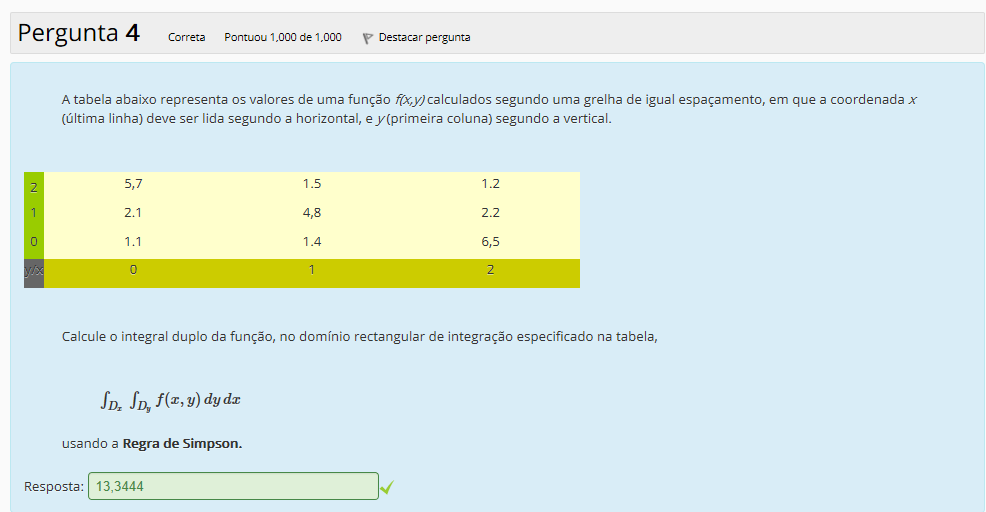 Pergunta 4 Correta Pontuou 1,000 de 1,000 Destacar pergunta
A tabela abaixo representa os valores de uma função f(x,y) calculados segundo uma grelha de igual espaçamento, em que a coordenada x
(última linha) deve ser lida segundo a horizontal, e y (primeira coluna) segundo a vertical.
2 5,7 1.5 1.2
1 2.1 4,8 2.2
0 1.1 1.4 6,5
y/x 0 1 2
Calcule o integral duplo da função, no domínio rectangular de integração especificado na tabela,
∫Dₓ ∫Dᵧ f(x, y) dy dx
usando a Regra de Simpson.
Resposta: 13,3444